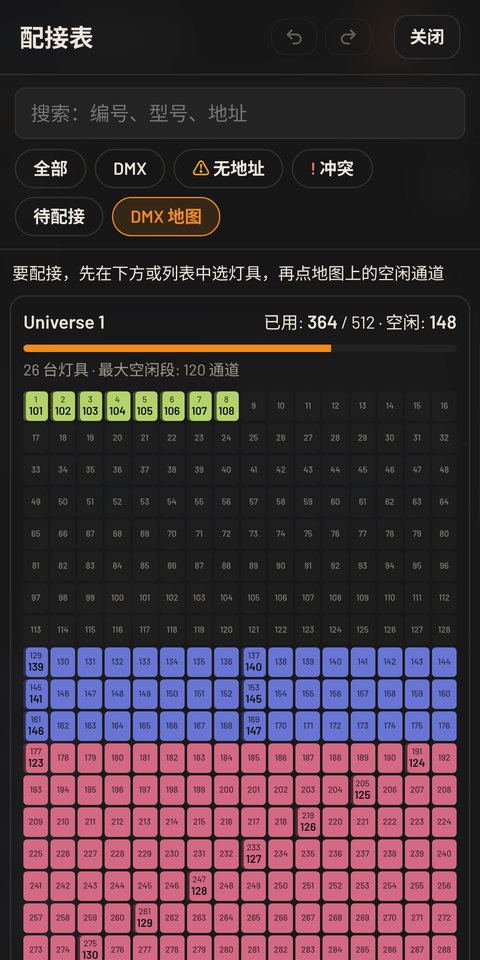 配接表
关闭
搜索：编号、型号、地址
全部 DMX 无地址 ! 冲突
待配接 DMX 地图
要配接，先在下方或列表中选灯具，再点地图上的空闲通道
Universe 1 已用: 364 / 512 · 空闲: 148
26 台灯具 · 最大空闲段: 120 通道
1 2 3 4 5 6 7 8 9 10 11 12 13 14 15 16
101 102 103 104 105 106 107 108
17 18 19 20 21 22 23 24 25 26 27 28 29 30 31 32
33 34 35 36 37 38 39 40 41 42 43 44 45 46 47 48
49 50 51 52 53 54 55 56 57 58 59 60 61 62 63 64
65 66 67 68 69 70 71 72 73 74 75 76 77 78 79 80
81 82 83 84 85 86 87 88 89 90 91 92 93 94 95 96
97 98 99 100 101 102 103 104 105 106 107 108 109 110 111 112
113 114 115 116 117 118 119 120 121 122 123 124 125 126 127 128
129 130 131 132 133 134 135 136 137 138 139 140 141 142 143 144
139 140
145 146 147 148 149 150 151 152 153 154 155 156 157 158 159 160
141 145
161 162 163 164 165 166 167 168 169 170 171 172 173 174 175 176
146 147
177 178 179 180 181 182 183 184 185 186 187 188 189 190 191 192
123 124
193 194 195 196 197 198 199 200 201 202 203 204 205 206 207 208
125
209 210 211 212 213 214 215 216 217 218 219 220 221 222 223 224
126
225 226 227 228 229 230 231 232 233 234 235 236 237 238 239 240
127
241 242 243 244 245 246 247 248 249 250 251 252 253 254 255 256
128
257 258 259 260 261 262 263 264 265 266 267 268 269 270 271 272
129
273 274 275 276 277 278 279 280 281 282 283 284 285 286 287 288
130